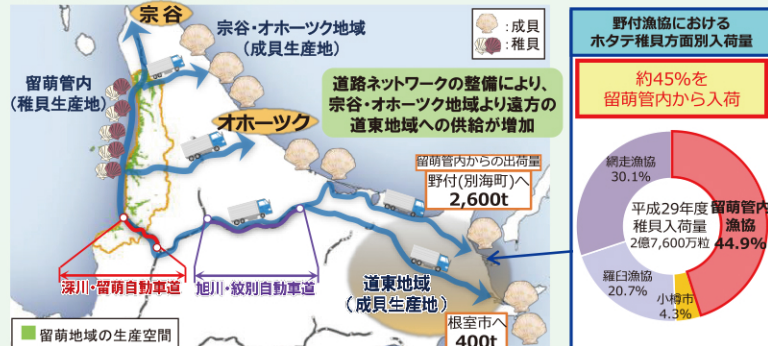 宗谷
宗谷・オホーツク地域
(成貝生産地)
:成貝
:稚貝
留萌管内
(稚貝生産地)
道路ネットワークの整備により、
宗谷・オホーツク地域より遠方の
道東地域への供給が増加
オホーツク
留萌管内からの出荷量
野付(別海町)へ
2,600t
深川・留萌自動車道
旭川・紋別自動車道
道東地域
(成貝生産地)
根室市へ
400t
留萌地域の生産空間
野付漁協における
ホタテ稚貝方面別入荷量
約45%を
留萌管内から入荷
網走漁協
30.1%
平成29年度
稚貝入荷量
2億7,600万粒
留萌管内
漁協
44.9%
羅臼漁協
20.7%
小樽市
4.3%